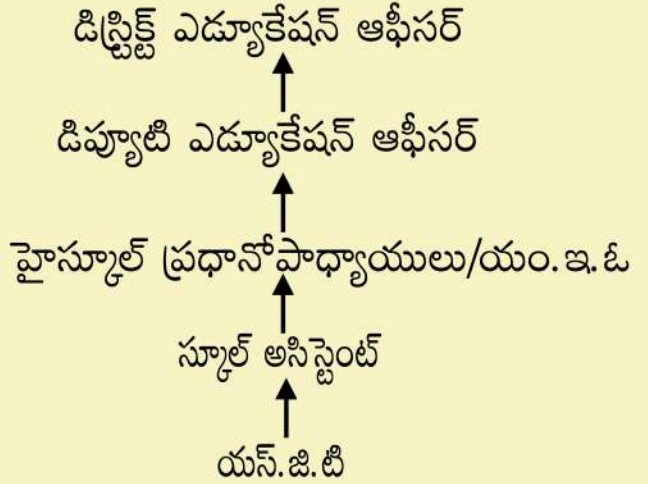 డిస్ట్రిక్ట్ ఎడ్యూకేషన్ ఆఫీసర్
డిప్యూటి ఎడ్యూకేషన్ ఆఫీసర్
హైస్కూల్ ప్రధానోపాధ్యాయులు/యం.ఇ.ఓ
స్కూల్ అసిస్టెంట్
యస్.జి.టి